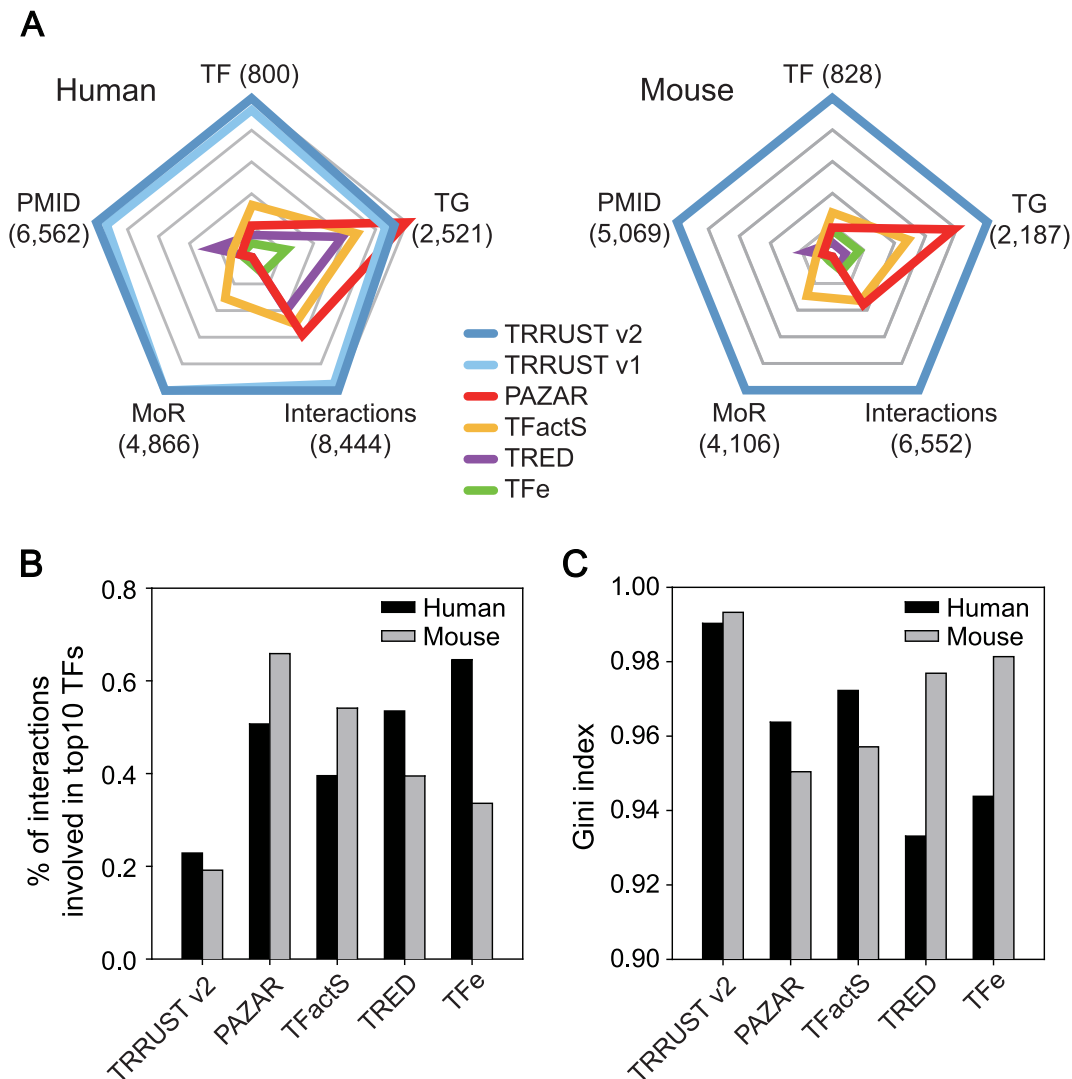 A
Human
TF (800)
PMID
(6,562)
TG
(2,521)
MoR
(4,866)
Interactions
(8,444)
Mouse
TF (828)
PMID
(5,069)
TG
(2,187)
MoR
(4,106)
Interactions
(6,552)
TRRUST v2
TRRUST v1
PAZAR
TFactS
TRED
TFe
B
% of interactions
involved in top10 TFs
0.8
0.6
0.4
0.2
0.0
Human
Mouse
TRRUST v2
PAZAR
TFactS
TRED
TFe
C
Gini index
1.00
0.98
0.96
0.94
0.92
0.90
Human
Mouse
TRRUST v2
PAZAR
TFactS
TRED
TFe